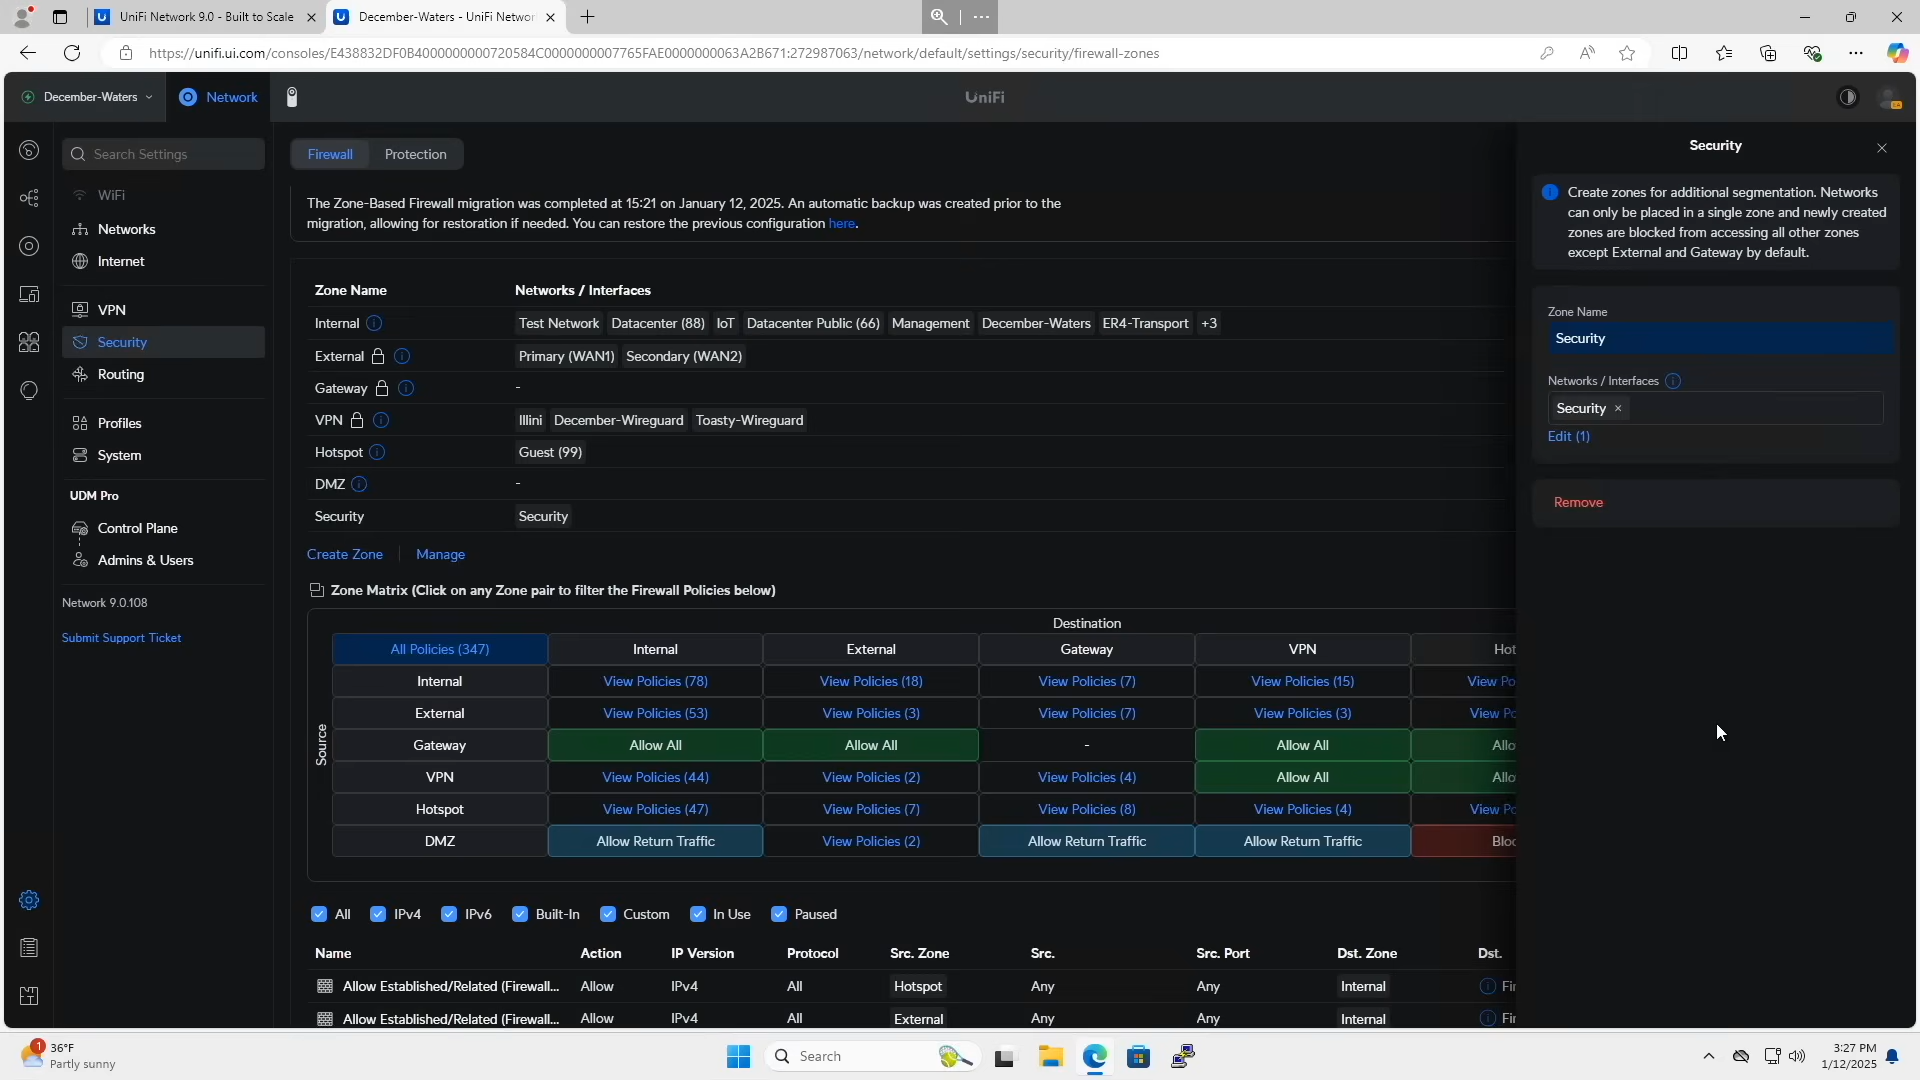 UniFi Network 9.0 - Built to Scale
December-Waters - UniFi Networ
https://unifi.ui.com/consoles/E438832DF0B4000000000720584C0000000007765FAE0000000063A2B671:272987063/network/default/settings/security/firewall-zones
December-Waters
Network
UniFi
Search Settings
WiFi
Networks
Internet
VPN
Security
Routing
Profiles
System
UDM Pro
Control Plane
Admins & Users
Network 9.0.108
Submit Support Ticket
Firewall Protection
The Zone-Based Firewall migration was completed at 15:21 on January 12, 2025. An automatic backup was created prior to the
migration, allowing for restoration if needed. You can restore the previous configuration here.
Zone Name Networks / Interfaces
Internal Test Network Datacenter (88) IoT Datacenter Public (66) Management December-Waters ER4-Transport +3
External Primary (WAN1) Secondary (WAN2)
Gateway -
VPN Illini December-Wireguard Toasty-Wireguard
Hotspot Guest (99)
DMZ -
Security Security
Create Zone Manage
Zone Matrix (Click on any Zone pair to filter the Firewall Policies below)
Destination
Source
All Policies (347) Internal External Gateway VPN Hot
Internal View Policies (78) View Policies (18) View Policies (7) View Policies (15) View Po
External View Policies (53) View Policies (3) View Policies (7) View Policies (3) View Po
Gateway Allow All Allow All - Allow All Allo
VPN View Policies (44) View Policies (2) View Policies (4) Allow All Allo
Hotspot View Policies (47) View Policies (7) View Policies (8) View Policies (4) View Po
DMZ Allow Return Traffic View Policies (2) Allow Return Traffic Allow Return Traffic Bloc
All IPv4 IPv6 Built-In Custom In Use Paused
Name Action IP Version Protocol Src. Zone Src. Src. Port Dst. Zone Dst.
Allow Established/Related (Firewall... Allow IPv4 All Hotspot Any Any Internal Fir
Allow Established/Related (Firewall... Allow IPv4 All External Any Any Internal Fir
Security
Create zones for additional segmentation. Networks
can only be placed in a single zone and newly created
zones are blocked from accessing all other zones
except External and Gateway by default.
Zone Name
Security
Networks / Interfaces
Security ×
Edit (1)
Remove
1
36°F
Partly sunny
Search
3:27 PM
1/12/2025